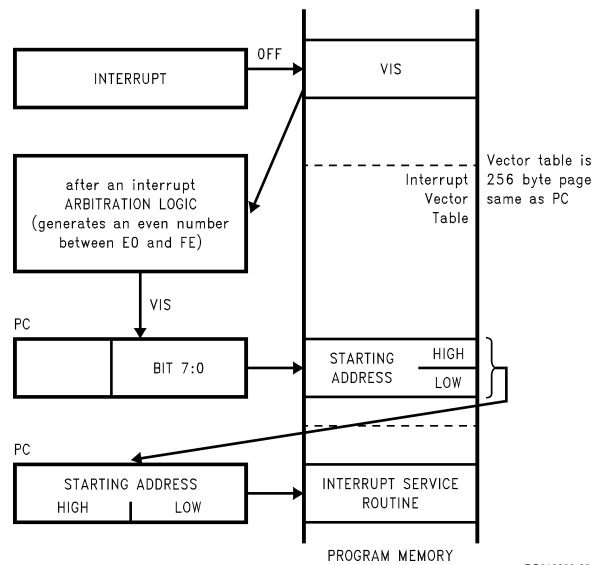 INTERRUPT
OFF
VIS
after an interrupt
ARBITRATION LOGIC
(generates an even number
between E0 and FE)
Interrupt
Vector
Table
Vector table is
256 byte page
same as PC
VIS
PC
BIT 7:0
STARTING
ADDRESS
HIGH
LOW
PC
STARTING ADDRESS
HIGH
LOW
INTERRUPT SERVICE
ROUTINE
PROGRAM MEMORY